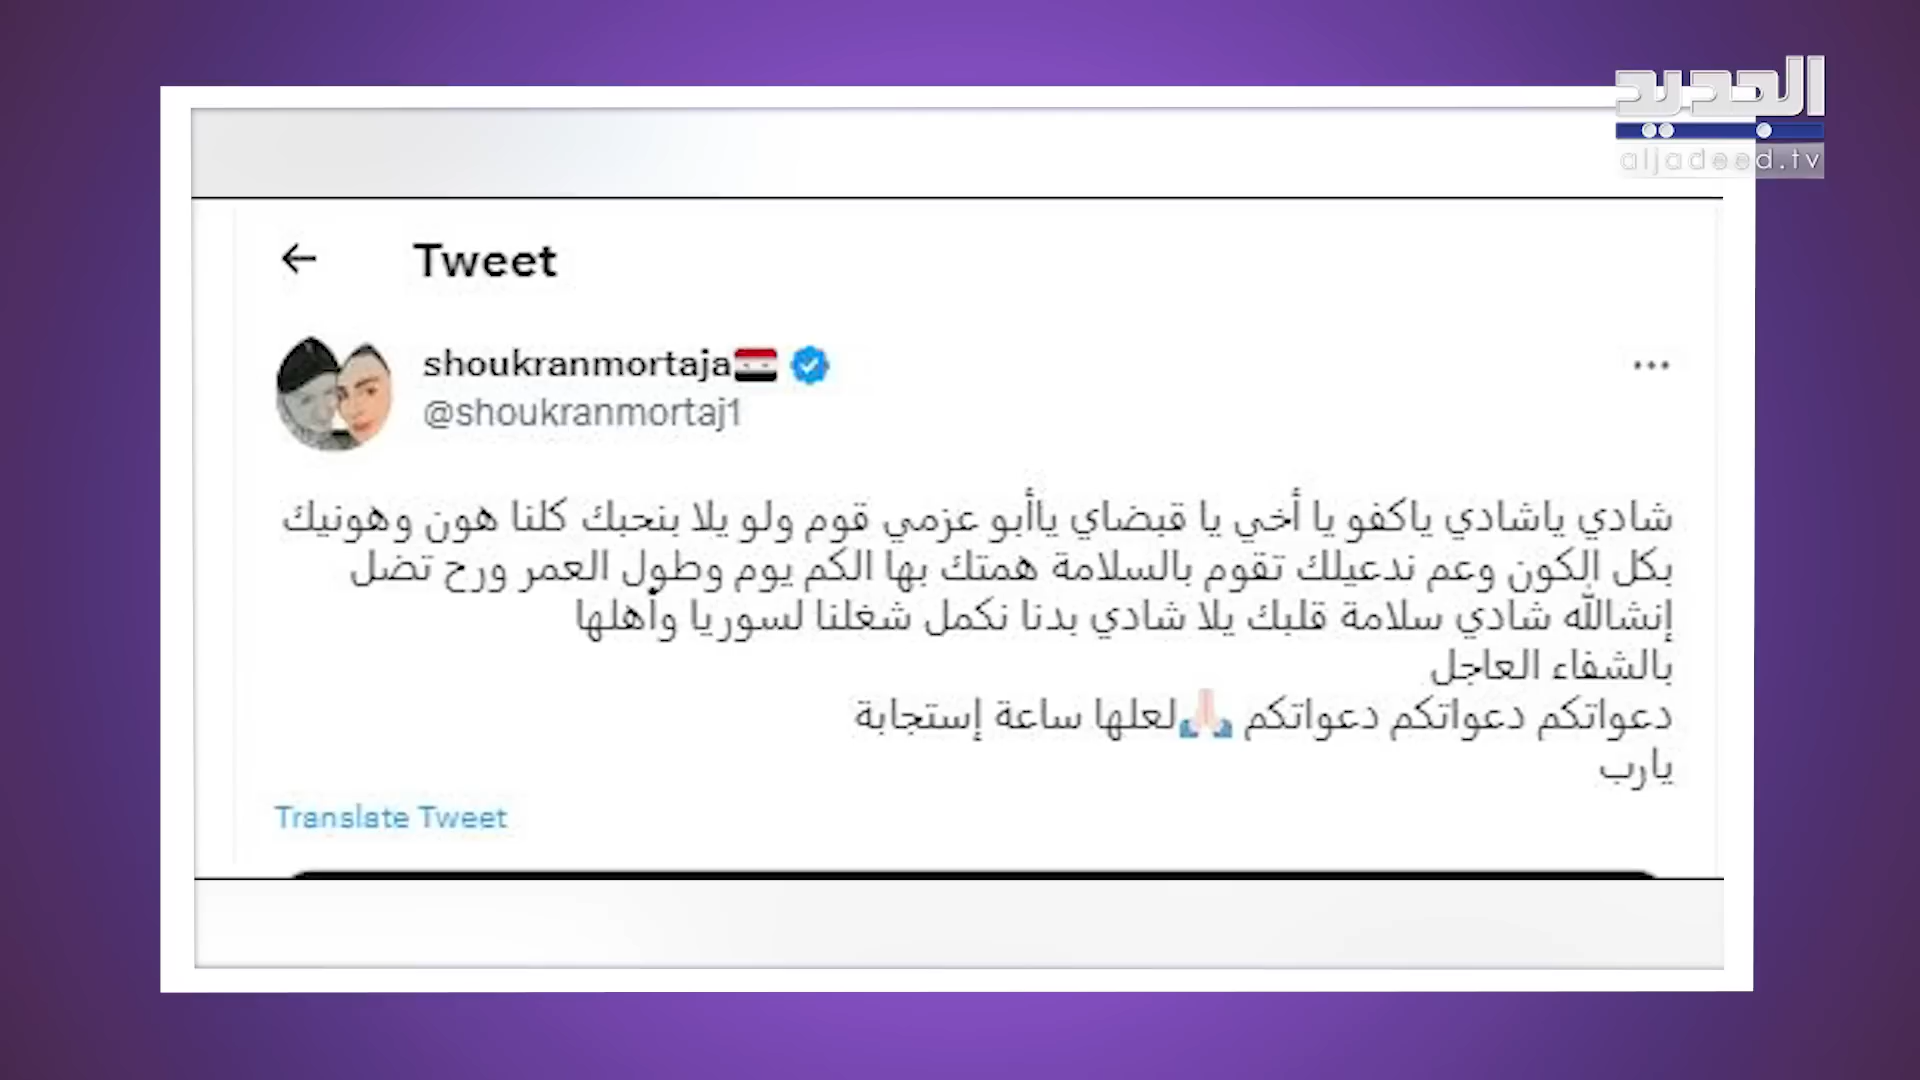 الجديد
aljadeed.tv
Tweet
shoukranmortaja
@shoukranmortaj1
شادي ياشادي ياكفو يا أخي يا قبضاي ياأبو عزمي قوم ولو يلا بنحبك كلنا هون وهونيك
بكل الكون وعم ندعيلك تقوم بالسلامة همتك بها الكم يوم وطول العمر ورح تضل
إنشالله شادي سلامة قلبك يلا شادي بدنا نكمل شغلنا لسوريا وأهلها
بالشفاء العاجل
دعواتكم دعواتكم دعواتكم 🙏🏻لعلها ساعة إستجابة
يارب
Translate Tweet